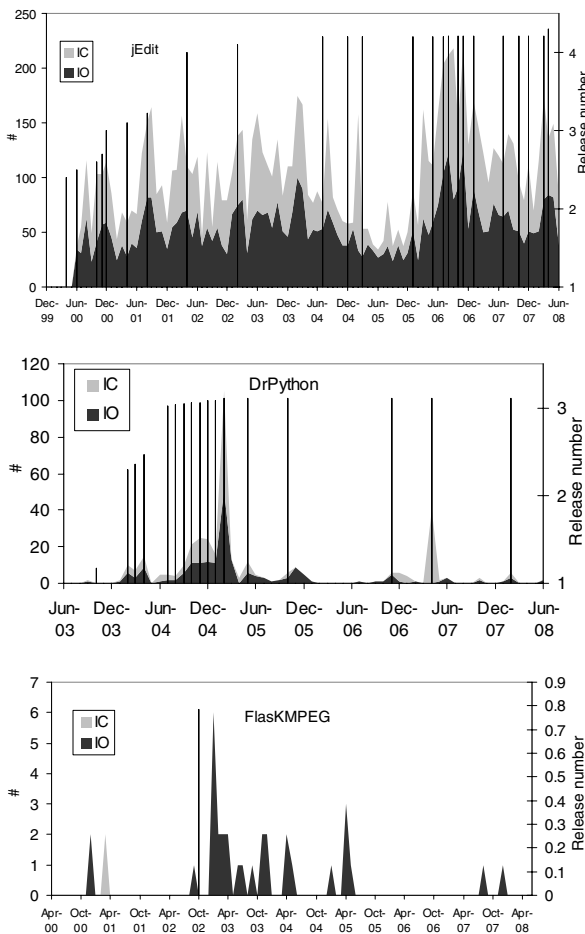 250
200
150
100
50
0
#
jEdit
IC
IO
4
3
2
1
Release number
Dec-99
Jun-00
Dec-00
Jun-01
Dec-01
Jun-02
Dec-02
Jun-03
Dec-03
Jun-04
Dec-04
Jun-05
Dec-05
Jun-06
Dec-06
Jun-07
Dec-07
Jun-08
120
100
80
60
40
20
0
#
DrPython
IC
IO
3
2
1
Release number
Jun-03
Dec-03
Jun-04
Dec-04
Jun-05
Dec-05
Jun-06
Dec-06
Jun-07
Dec-07
Jun-08
7
6
5
4
3
2
1
0
#
FlasKMPEG
IC
IO
0.9
0.8
0.7
0.6
0.5
0.4
0.3
0.2
0.1
0
Release number
Apr-00
Oct-00
Apr-01
Oct-01
Apr-02
Oct-02
Apr-03
Oct-03
Apr-04
Oct-04
Apr-05
Oct-05
Apr-06
Oct-06
Apr-07
Oct-07
Apr-08